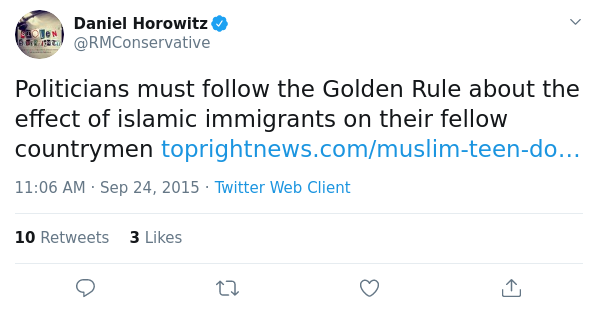 Daniel Horowitz
@RMConservative
Politicians must follow the Golden Rule about the
effect of islamic immigrants on their fellow
countrymen toprightnews.com/muslim-teen-do…
11:06 AM · Sep 24, 2015 · Twitter Web Client
10 Retweets 3 Likes